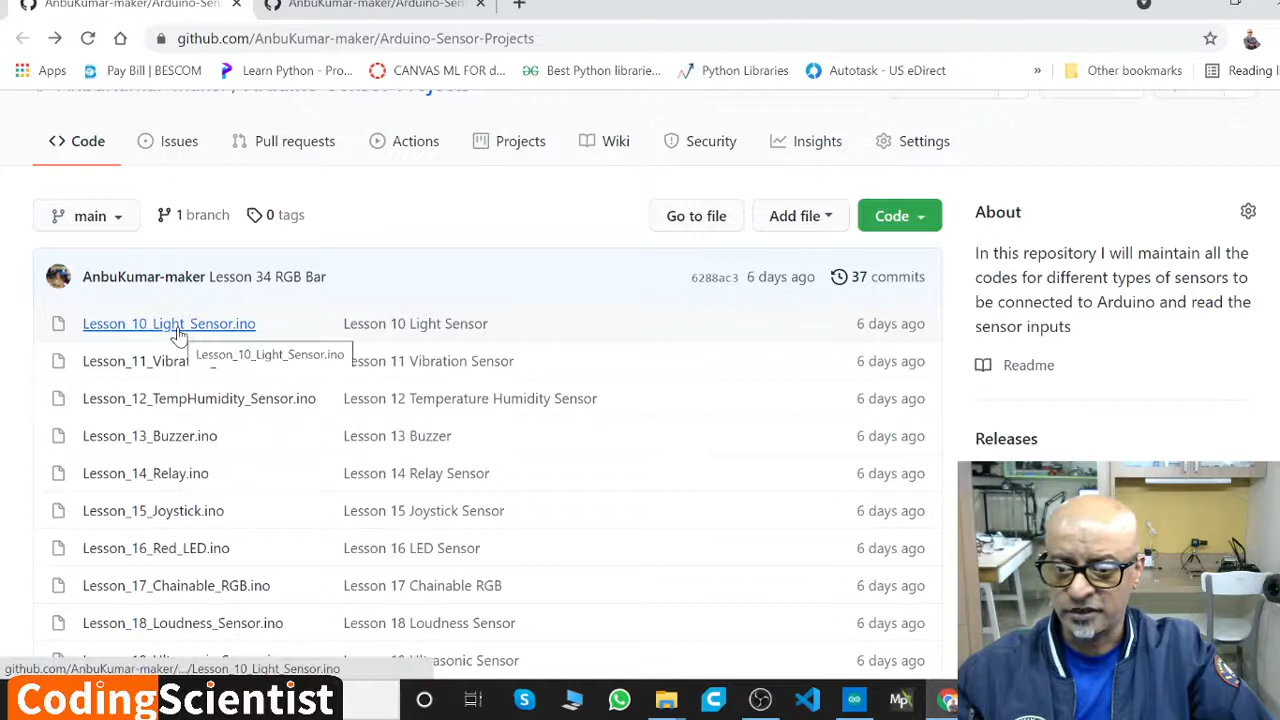 AnbuKumar-maker/Arduino-Sen
AnbuKumar-maker/Arduino-Sen
github.com/AnbuKumar-maker/Arduino-Sensor-Projects
Apps
Pay Bill | BESCOM
Learn Python - Pro...
CANVAS ML FOR d...
Best Python librarie...
Python Libraries
Autotask - US eDirect
»
Other bookmarks
Reading li
AnbuKumar-maker / Arduino-Sensor-Projects
<> Code
Issues
Pull requests
Actions
Projects
Wiki
Security
Insights
Settings
main
1 branch
0 tags
Go to file
Add file
Code
AnbuKumar-maker Lesson 34 RGB Bar
6288ac3 6 days ago
37 commits
Lesson_10_Light_Sensor.ino
Lesson 10 Light Sensor
6 days ago
Lesson_10_Light_Sensor.ino
Lesson_11_Vibra
esson 11 Vibration Sensor
6 days ago
Lesson_12_TempHumidity_Sensor.ino
Lesson 12 Temperature Humidity Sensor
6 days ago
Lesson_13_Buzzer.ino
Lesson 13 Buzzer
6 days ago
Lesson_14_Relay.ino
Lesson 14 Relay Sensor
6 days ago
Lesson_15_Joystick.ino
Lesson 15 Joystick Sensor
6 days ago
Lesson_16_Red_LED.ino
Lesson 16 LED Sensor
6 days ago
Lesson_17_Chainable_RGB.ino
Lesson 17 Chainable RGB
6 days ago
Lesson_18_Loudness_Sensor.ino
Lesson 18 Loudness Sensor
6 days ago
Ultrasonic Sensor
6 days ago
About
In this repository I will maintain all the
codes for different types of sensors to
be connected to Arduino and read the
sensor inputs
Readme
Releases
github.com/AnbuKumar-maker/.../Lesson_10_Light_Sensor.ino
CodingScientist